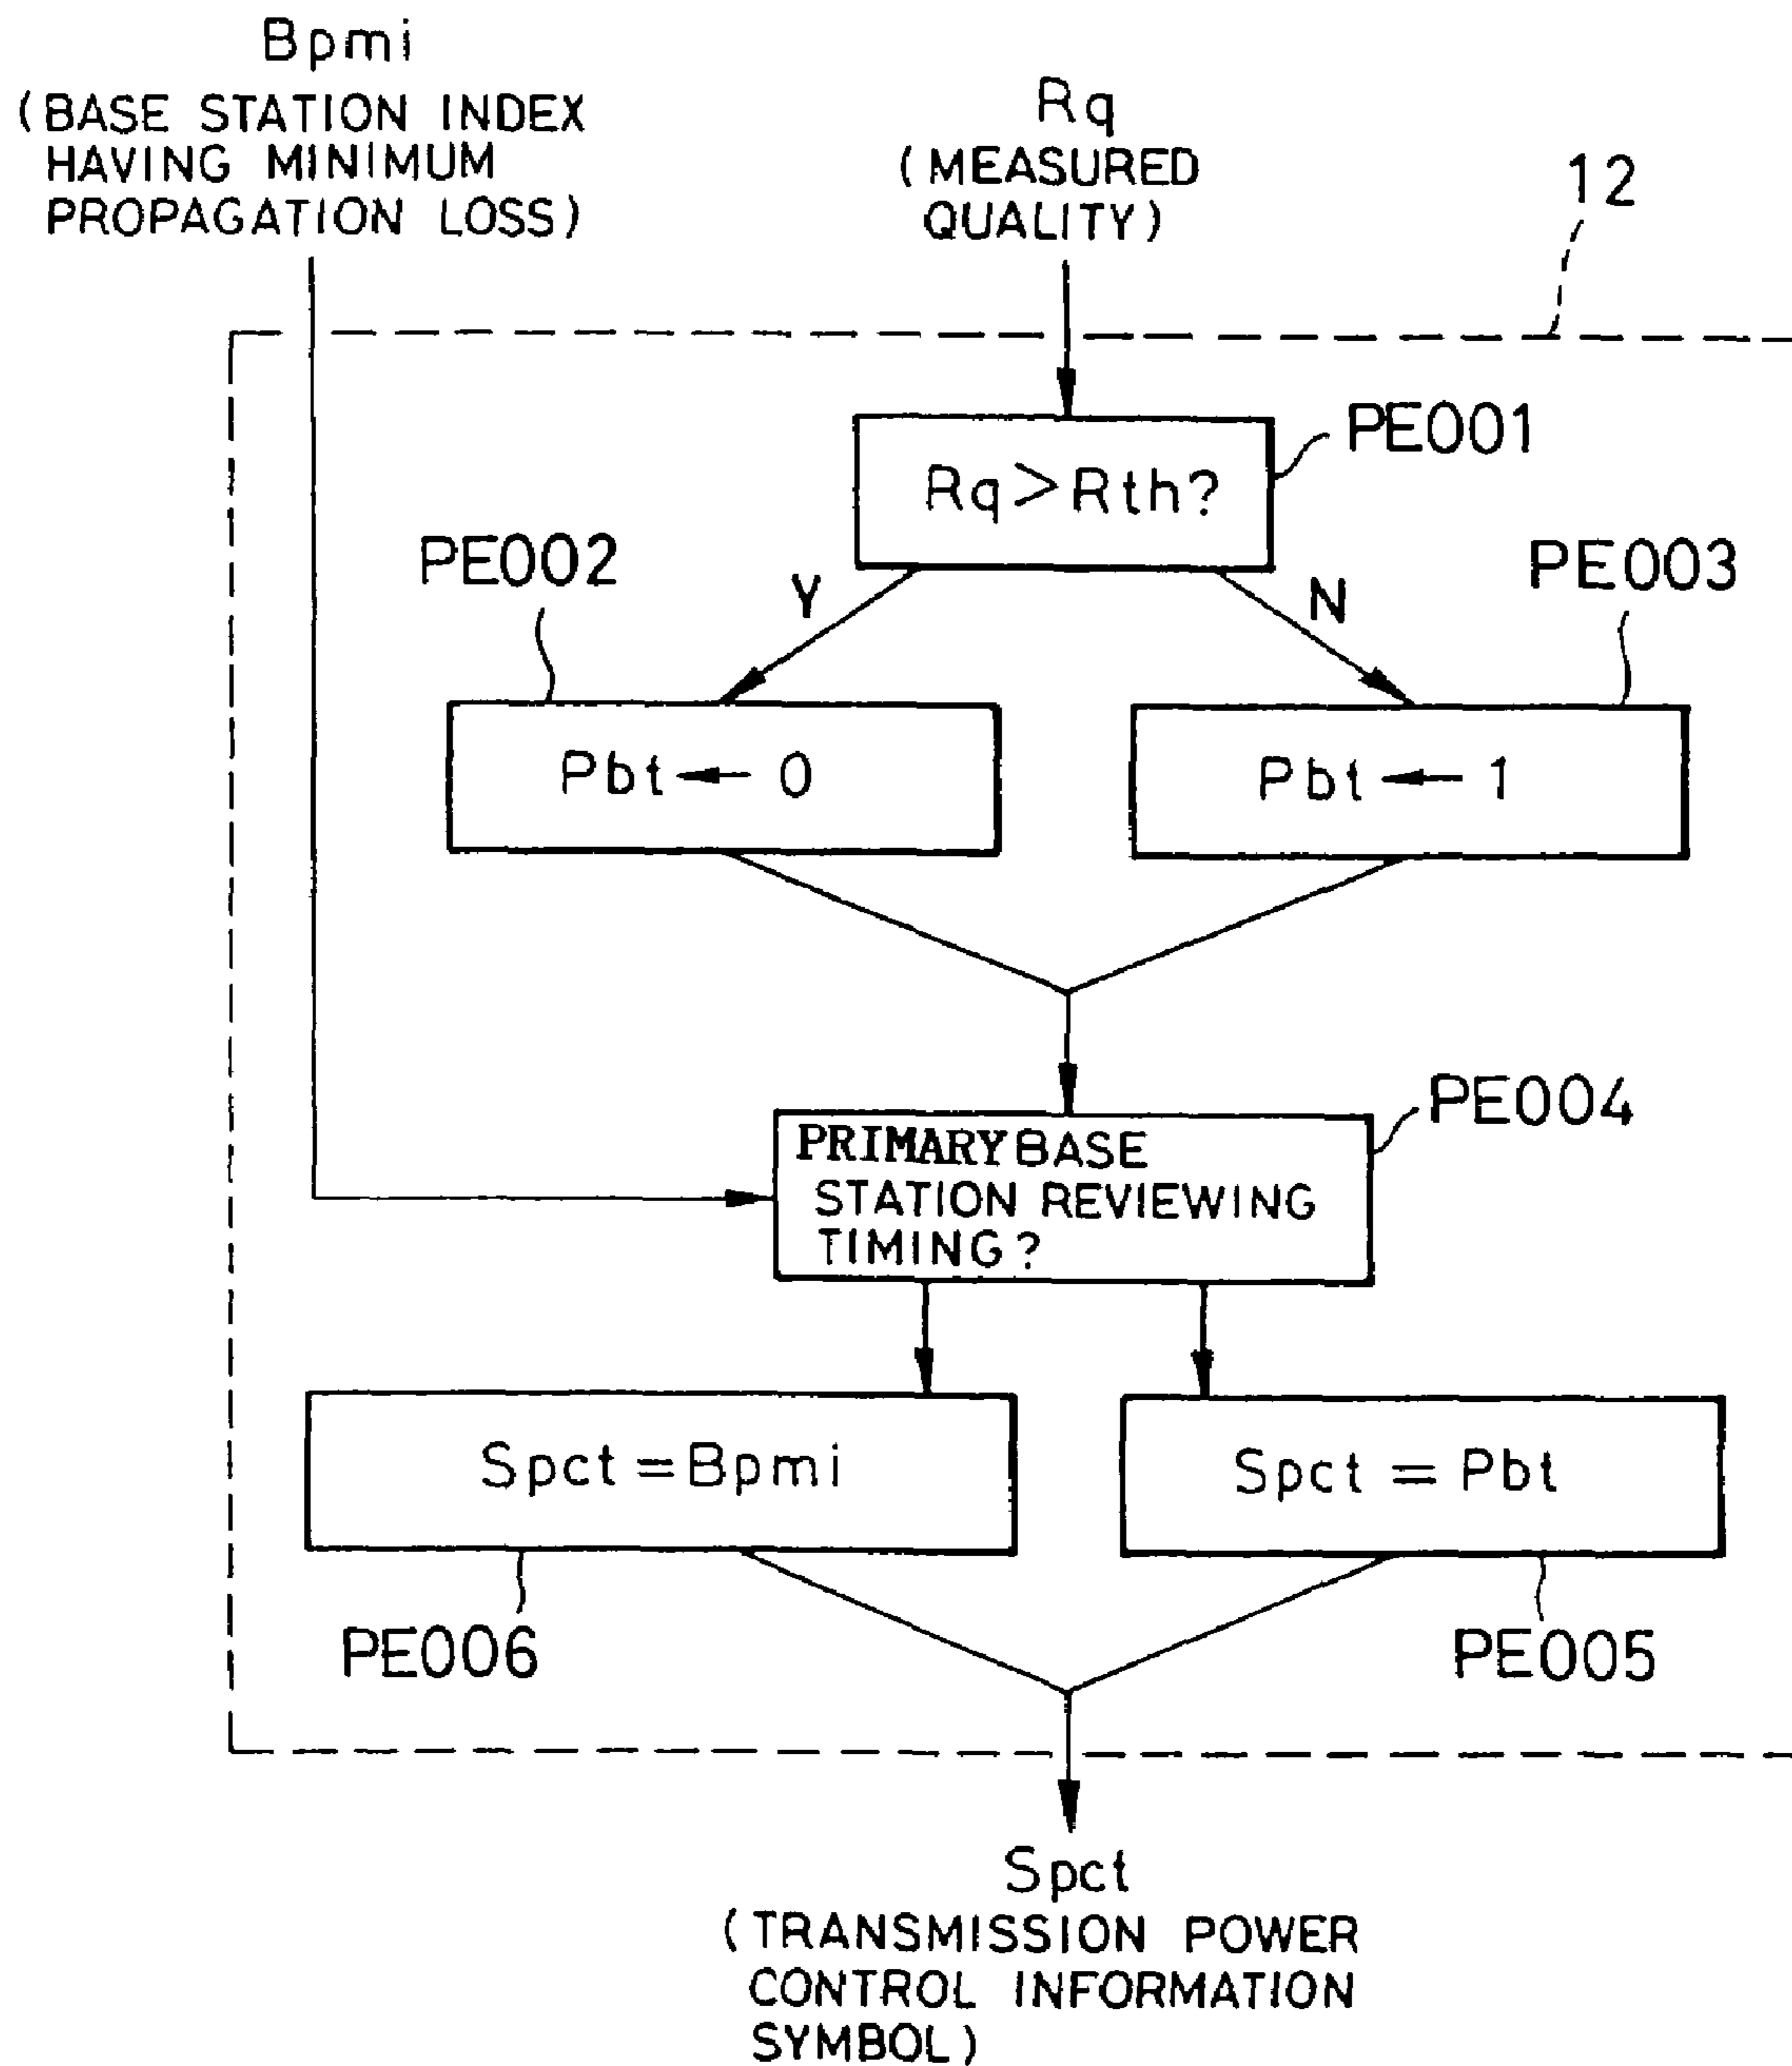 Bpmi
(BASE STATION INDEX
HAVING MINIMUM
PROPAGATION LOSS)
Rq
(MEASURED
QUALITY)
12
PE001
Rq>Rth?
PE002
Y
N
PE003
Pbt ← 0
Pbt ← 1
PE004
PRIMARY BASE
STATION REVIEWING
TIMING?
Spct = Bpmi
Spct = Pbt
PE006
PE005
Spct
(TRANSMISSION POWER
CONTROL INFORMATION
SYMBOL)